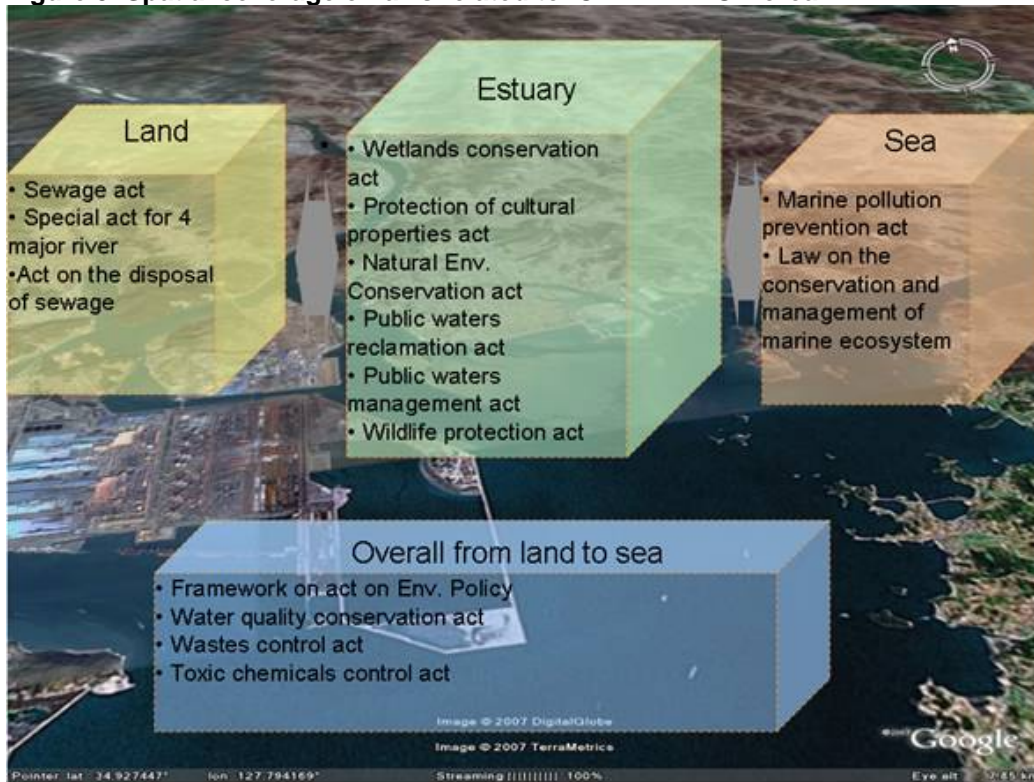 Land
• Sewage act
• Special act for 4
major river
•Act on the disposal
of sewage
Estuary
• Wetlands conservation
act
• Protection of cultural
properties act
• Natural Env.
Conservation act
• Public waters
reclamation act
• Public waters
management act
• Wildlife protection act
Sea
• Marine pollution
prevention act
• Law on the
conservation and
management of
marine ecosystem
Overall from land to sea
• Framework on act on Env. Policy
• Water quality conservation act
• Wastes control act
• Toxic chemicals control act
Image © 2007 DigitalGlobe
Image © 2007 TerraMetrics
Google
Pointer lat 34.927447° lon 127.794169° Streaming |||||||||| 100% Eye alt